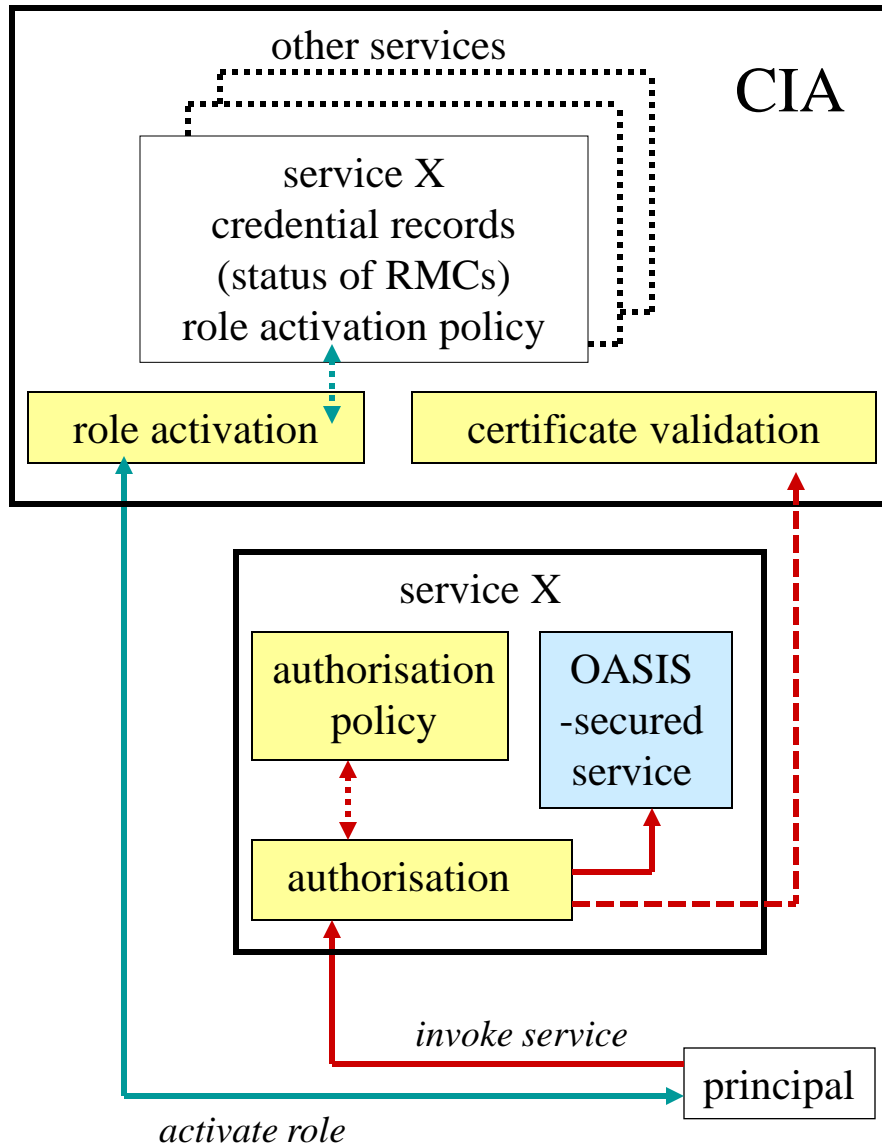 other services
CIA
service X
credential records
(status of RMCs)
role activation policy
role activation
certificate validation
service X
authorisation
policy
OASIS
-secured
service
authorisation
invoke service
principal
activate role